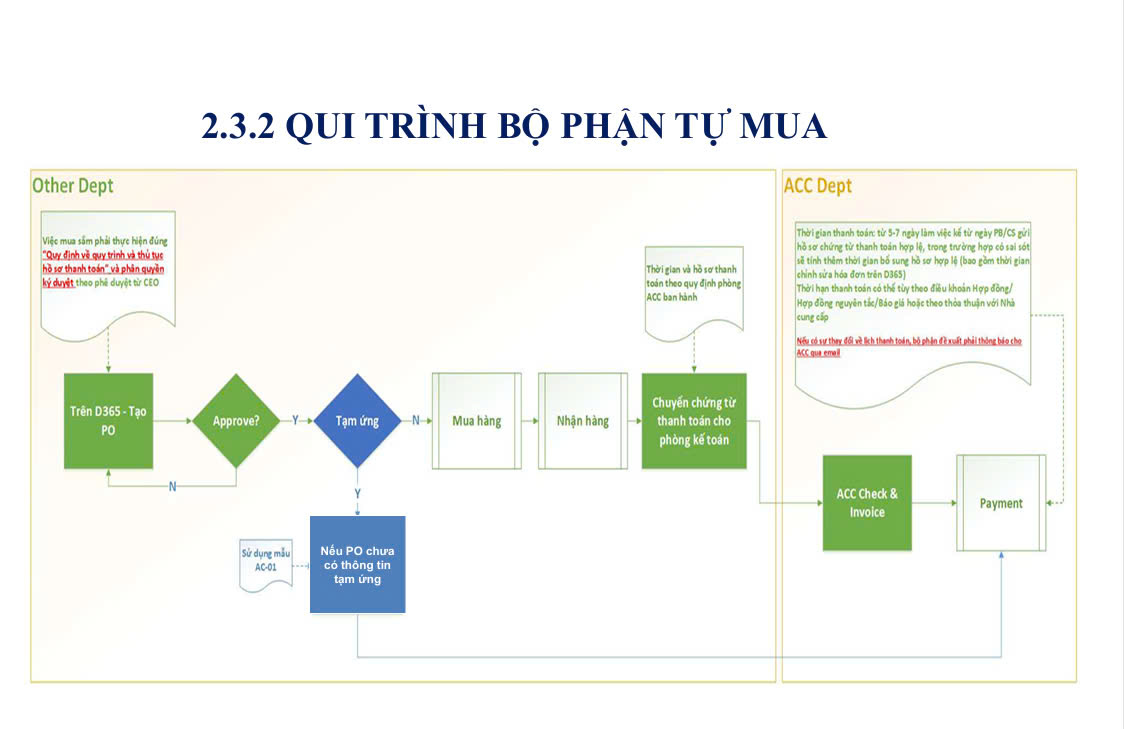 2.3.2 QUI TRÌNH BỘ PHẬN TỰ MUA
Other Dept
Việc mua sắm phải thực hiện đúng
"Quy định về quy trình và thủ tục
hồ sơ thanh toán" và phân quyền
ký duyệt theo phê duyệt từ CEO
Trên D365 - Tạo
PO
Approve?
Y
N
Tạm ứng
N
Y
Mua hàng
Nhận hàng
Thời gian và hồ sơ thanh
toán theo quy định phòng
ACC ban hành
Chuyển chứng từ
thanh toán cho
phòng kế toán
Sử dụng mẫu
AC-01
Nếu PO chưa
có thông tin
tạm ứng
ACC Dept
Thời gian thanh toán: từ 5-7 ngày làm việc kể từ ngày PB/CS gửi
hồ sơ chứng từ thanh toán hợp lệ, trong trường hợp có sai sót
sẽ tính thêm thời gian bổ sung hồ sơ hợp lệ (bao gồm thời gian
chỉnh sửa hóa đơn trên D365)
Thời hạn thanh toán có thể tùy theo điều khoản Hợp đồng/
Hợp đồng nguyên tắc/Báo giá hoặc theo thỏa thuận với Nhà
cung cấp
Nếu có sự thay đổi về lịch thanh toán, bộ phận đề xuất phải thông báo cho
ACC qua email
ACC Check &
Invoice
Payment